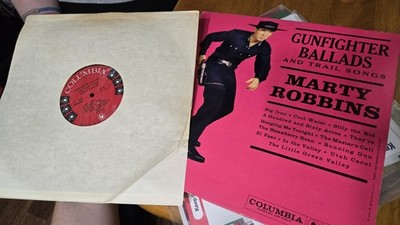 COLUMBIA
GUNFIGHTER
BALLADS
AND TRAIL SONGS
MARTY
ROBBINS
Big Iron • Cool Water • Billy the Kid
A Hundred and Sixty Acres • They're
Hanging Me Tonight • The Master's Call
The Strawberry Roan • Running Gun
El Paso • In the Valley • Utah Carol
The Little Green Valley
COLUMBIA